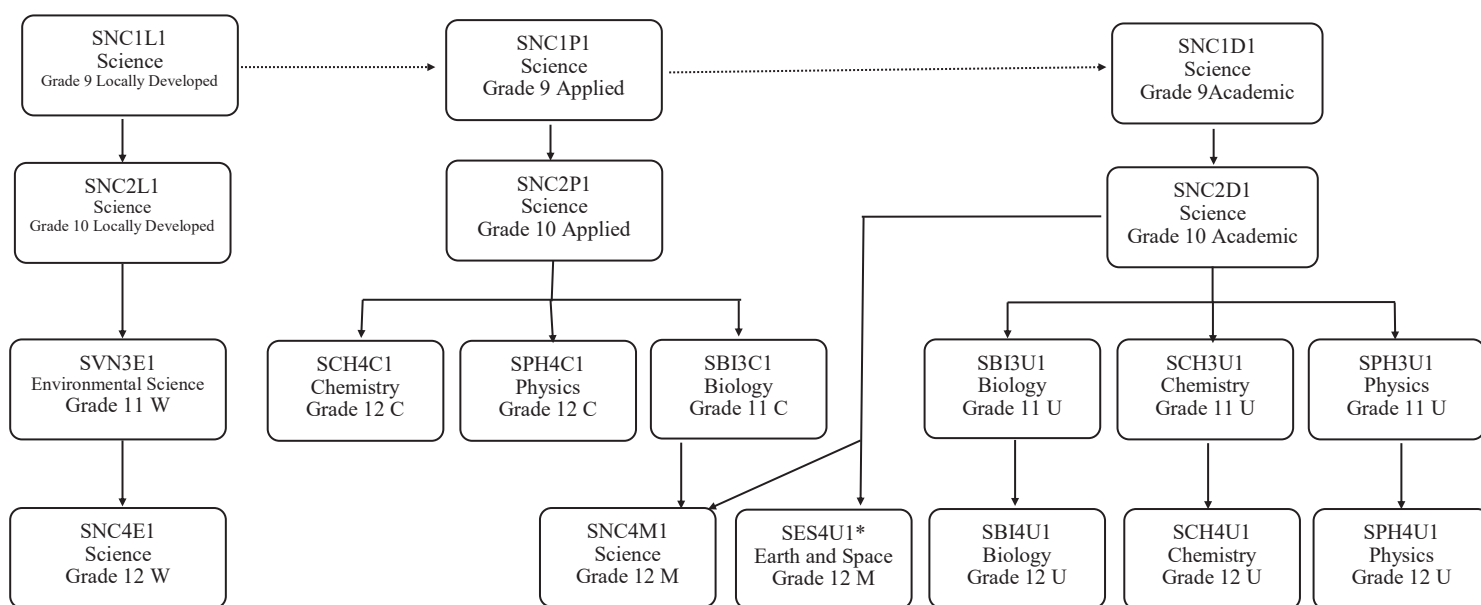 SNC1L1
Science
Grade 9 Locally Developed
SNC1P1
Science
Grade 9 Applied
SNC1D1
Science
Grade 9Academic
SNC2L1
Science
Grade 10 Locally Developed
SNC2P1
Science
Grade 10 Applied
SNC2D1
Science
Grade 10 Academic
SVN3E1
Environmental Science
Grade 11 W
SCH4C1
Chemistry
Grade 12 C
SPH4C1
Physics
Grade 12 C
SBI3C1
Biology
Grade 11 C
SBI3U1
Biology
Grade 11 U
SCH3U1
Chemistry
Grade 11 U
SPH3U1
Physics
Grade 11 U
SNC4E1
Science
Grade 12 W
SNC4M1
Science
Grade 12 M
SES4U1*
Earth and Space
Grade 12 M
SBI4U1
Biology
Grade 12 U
SCH4U1
Chemistry
Grade 12 U
SPH4U1
Physics
Grade 12 U